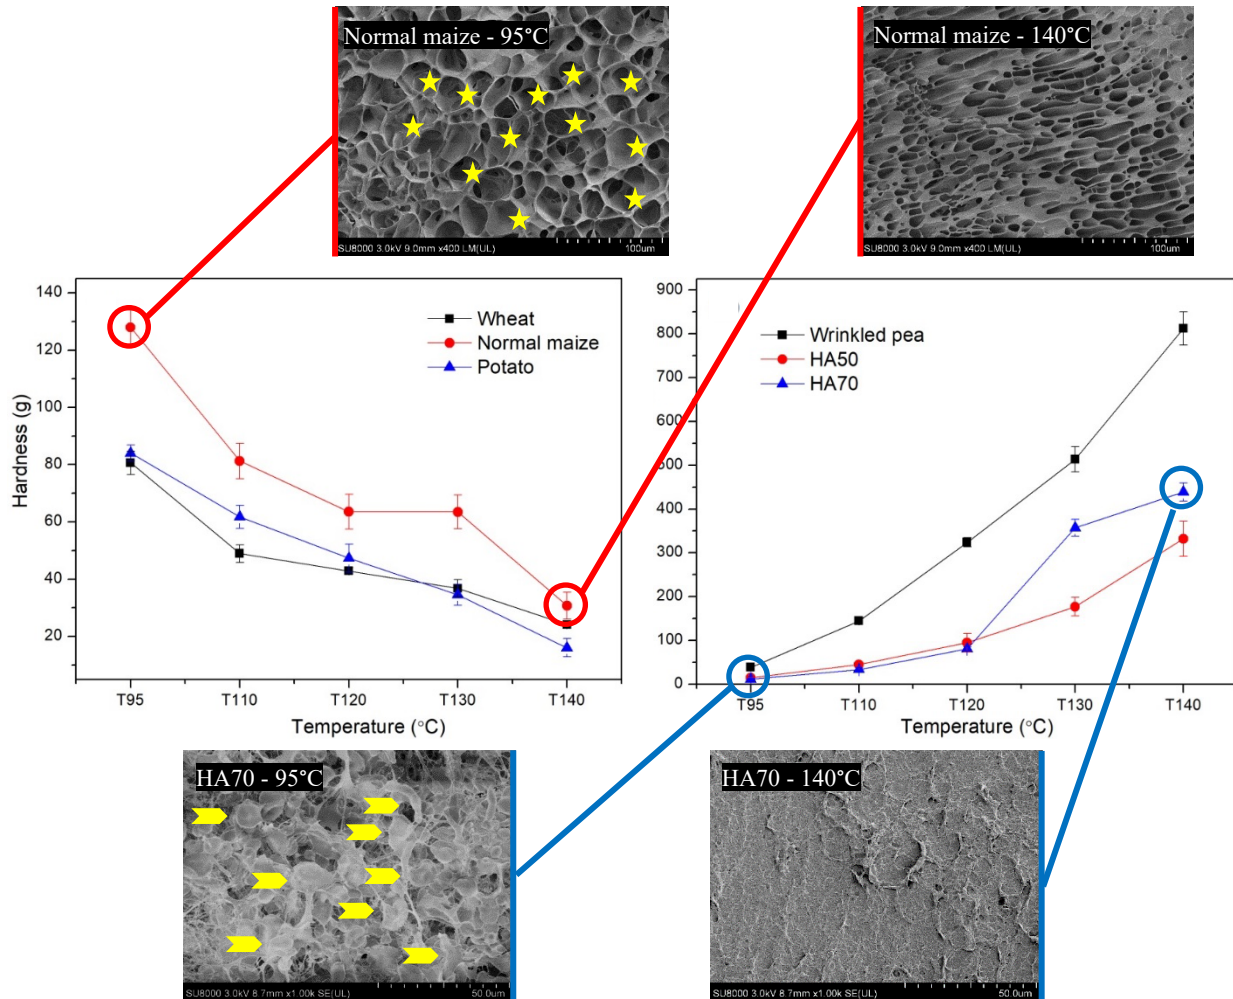 Normal maize - 95°C
SU8000 3.0kV 9.0mm x400 LM(UL)
100um
Normal maize - 140°C
SU8000 3.0kV 9.0mm x400 LM(UL)
100um
140
120
100
80
60
40
20
Hardness (g)
Wheat
Normal maize
Potato
T95
T110
T120
T130
T140
Temperature (°C)
900
800
700
600
500
400
300
200
100
0
Wrinkled pea
HA50
HA70
T95
T110
T120
T130
T140
Temperature (°C)
HA70 - 95°C
SU8000 3.0kV 8.7mm x1.00k SE(UL)
50.0um
HA70 - 140°C
SU8000 3.0kV 8.7mm x1.00k SE(UL)
50.0um